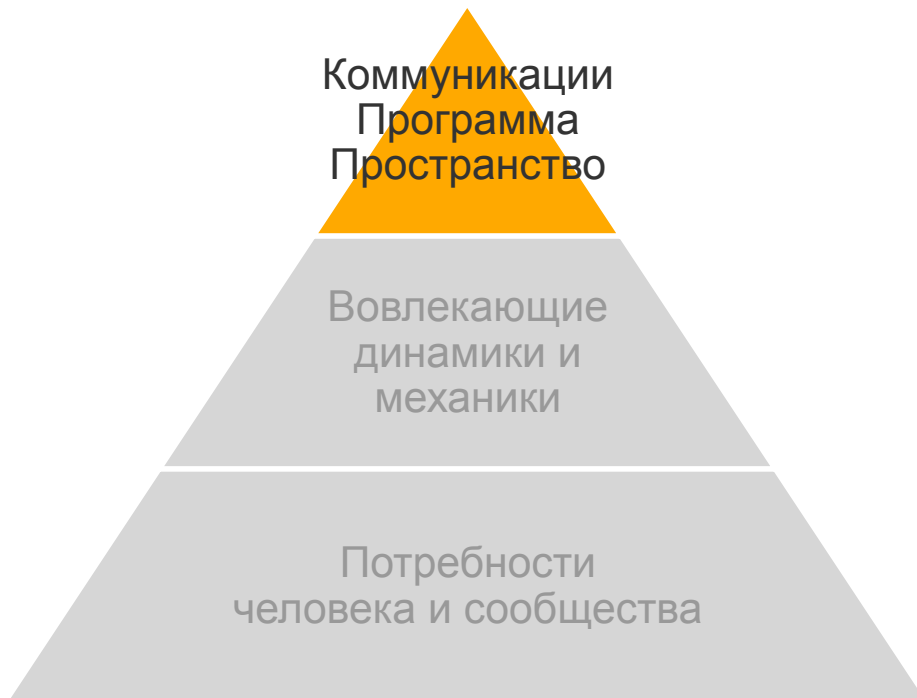 Коммуникации
Программа
Пространство
Вовлекающие
динамики и
механики
Потребности
человека и сообщества